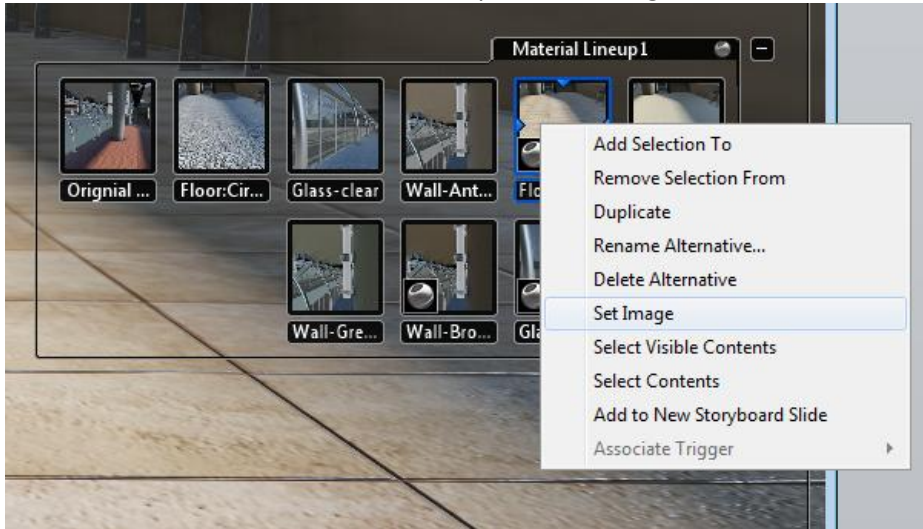 Material Lineup1
Orignial ...
Floor:Cir...
Glass-clear
Wall-Ant...
Flo
Wall-Gre...
Wall-Bro...
Gla
Add Selection To
Remove Selection From
Duplicate
Rename Alternative...
Delete Alternative
Set Image
Select Visible Contents
Select Contents
Add to New Storyboard Slide
Associate Trigger